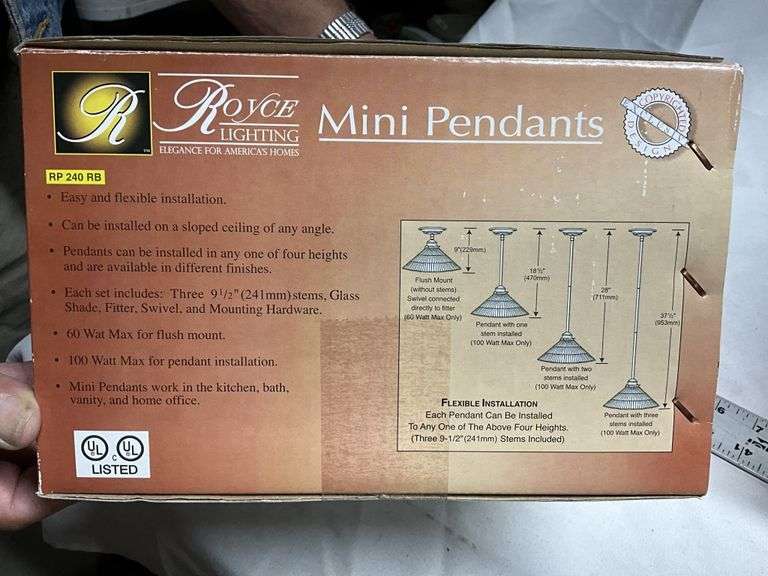 R
TM
ROYCE
LIGHTING
ELEGANCE FOR AMERICA'S HOMES
Mini Pendants
COPYRIGHTED
DESIGN
RP 240 RB
• Easy and flexible installation.
• Can be installed on a sloped ceiling of any angle.
• Pendants can be installed in any one of four heights
and are available in different finishes.
• Each set includes: Three 9 1/2"(241mm) stems, Glass
Shade, Fitter, Swivel, and Mounting Hardware.
• 60 Wat Max for flush mount.
• 100 Watt Max for pendant installation.
• Mini Pendants work in the kitchen, bath,
vanity, and home office.
UL C UL
LISTED
9"(229mm)
Flush Mount
(without stems)
Swivel connected
directly to fitter
(60 Watt Max Only)
18½"
(470mm)
Pendant with one
stem installed
(100 Watt Max Only)
28"
(711mm)
Pendant with two
stems installed
(100 Watt Max Only)
37½"
(953mm)
Pendant with three
stems installed
(100 Watt Max Only)
FLEXIBLE INSTALLATION
Each Pendant Can Be Installed
To Any One of The Above Four Heights.
(Three 9-1/2"(241mm) Stems Included)
6 7